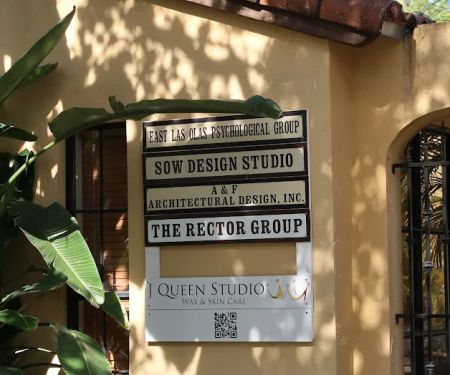 EAST LAS OLAS PSYCHOLOGICAL GROUP
SOW DESIGN STUDIO
A & F
ARCHITECTURAL DESIGN, INC.
THE RECTOR GROUP
J QUEEN STUDIO
WAX & SKIN CARE